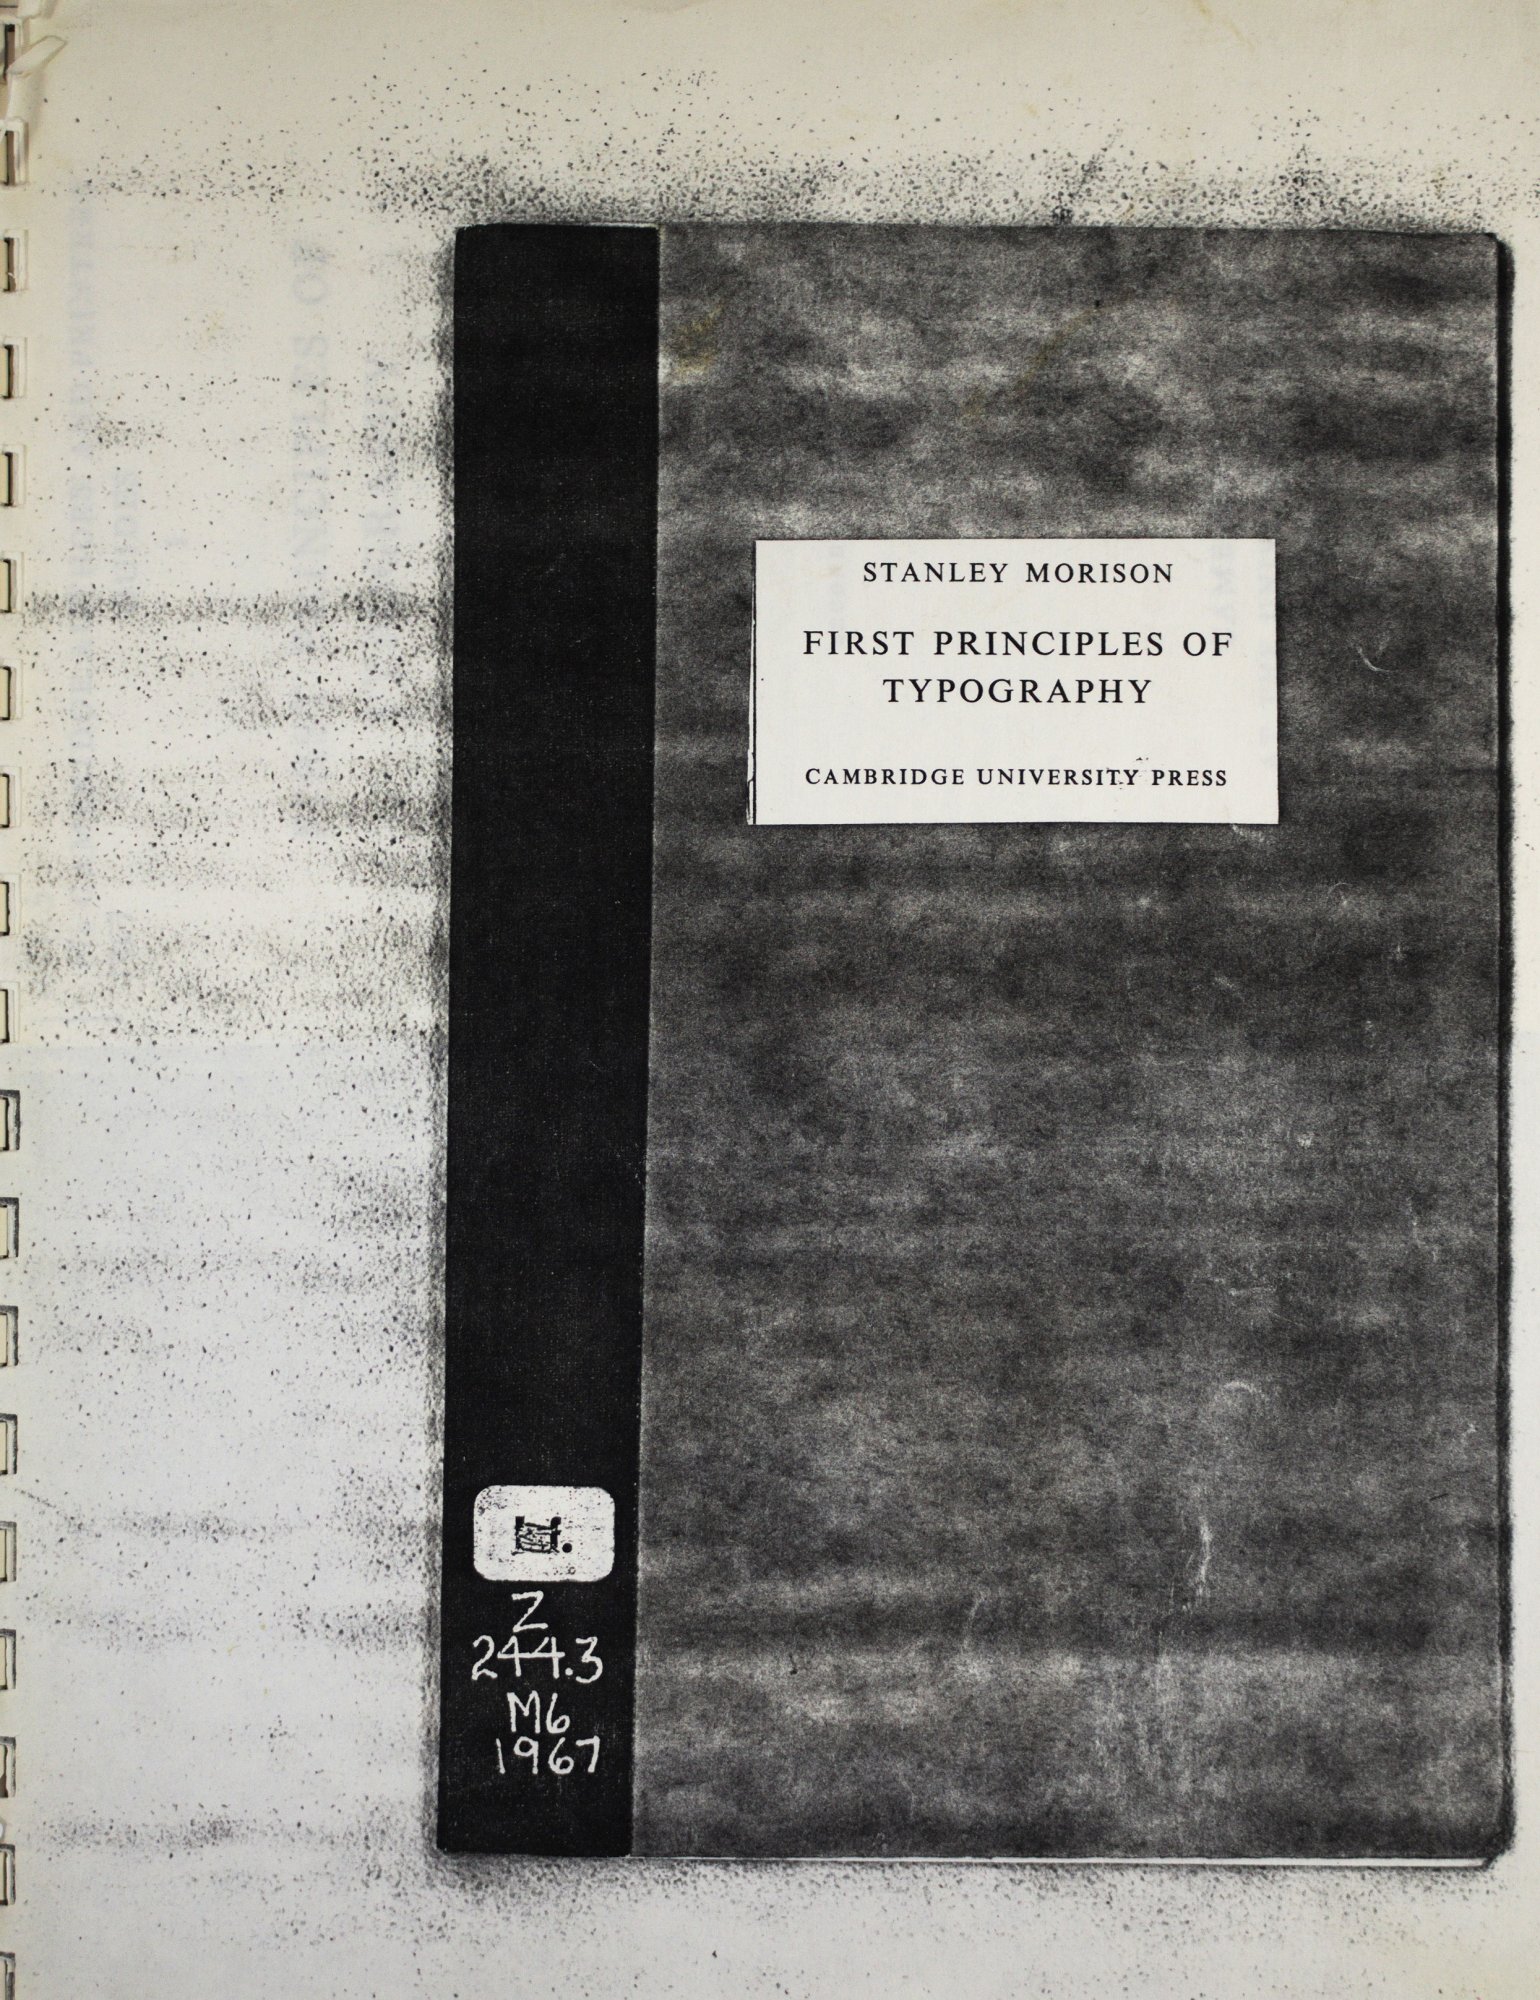 STANLEY MORISON
FIRST PRINCIPLES OF
TYPOGRAPHY
CAMBRIDGE UNIVERSITY PRESS
Z
244.3
M6
1967